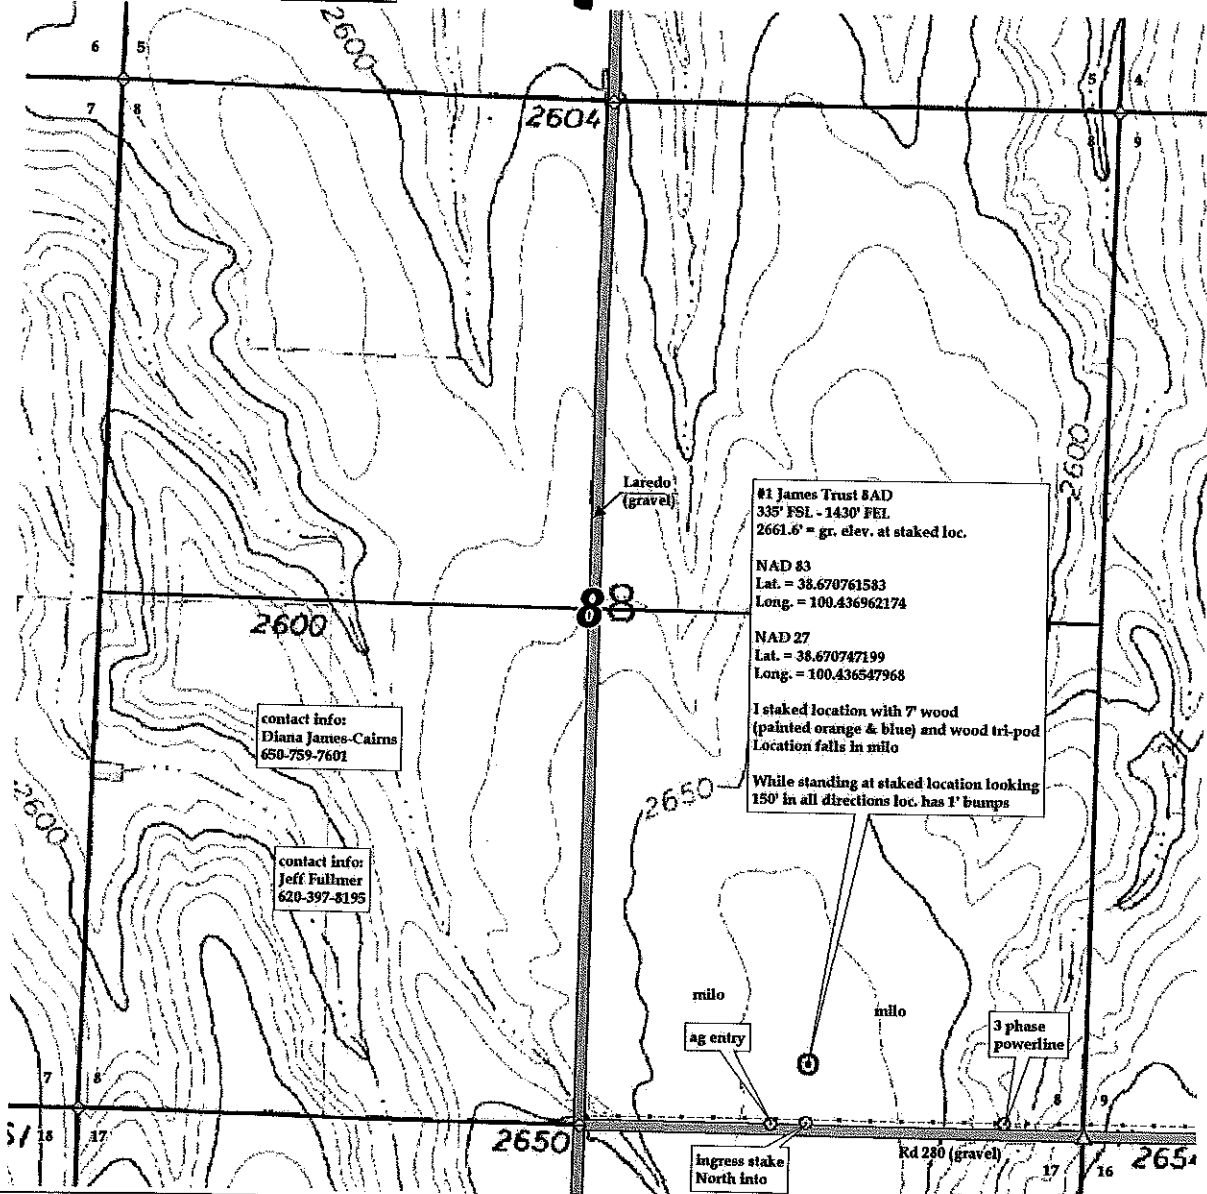 2600
6 5
5 4
7 8
2604
8 9
2600
Laredo
(gravel)
#1 James Trust 8AD
335' FSL - 1430' FEL
2661.6' = gr. elev. at staked loc.
NAD 83
Lat. = 38.670761583
Long. = 100.436962174
NAD 27
Lat. = 38.670747199
Long. = 100.436547968
I staked location with 7' wood
(painted orange & blue) and wood tri-pod
Location falls in milo
While standing at staked location looking
150' in all directions loc. has 1' bumps
8 8
2600
contact info:
Diana James-Cairns
650-759-7601
2600
2650
contact info:
Jeff Fullmer
620-397-8195
milo
milo
ag entry
3 phase
powerline
7 8
8 9
18 17
2650
Rd 280 (gravel)
ingress stake
North into
17 16